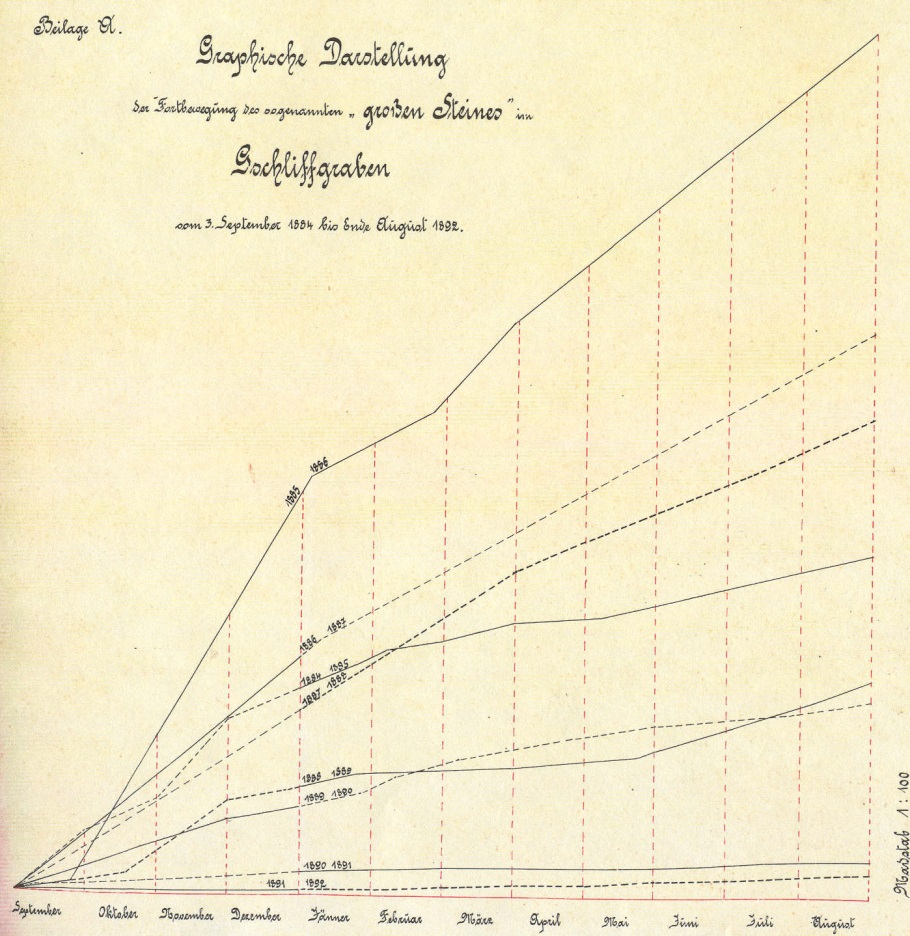 Beilage A.
Graphische Darstellung
der Fortbewegung des sogenannten „großen Steines" im
Gschliffgraben
vom 3. September 1884 bis Ende August 1892.
1885 1886
1886 1887
1884 1885
1887 1888
1888 1889
1889 1890
1890 1891
1891 1892
Masstab 1 : 100
September Oktober November Dezember Jänner Februar März April Mai Juni Juli August